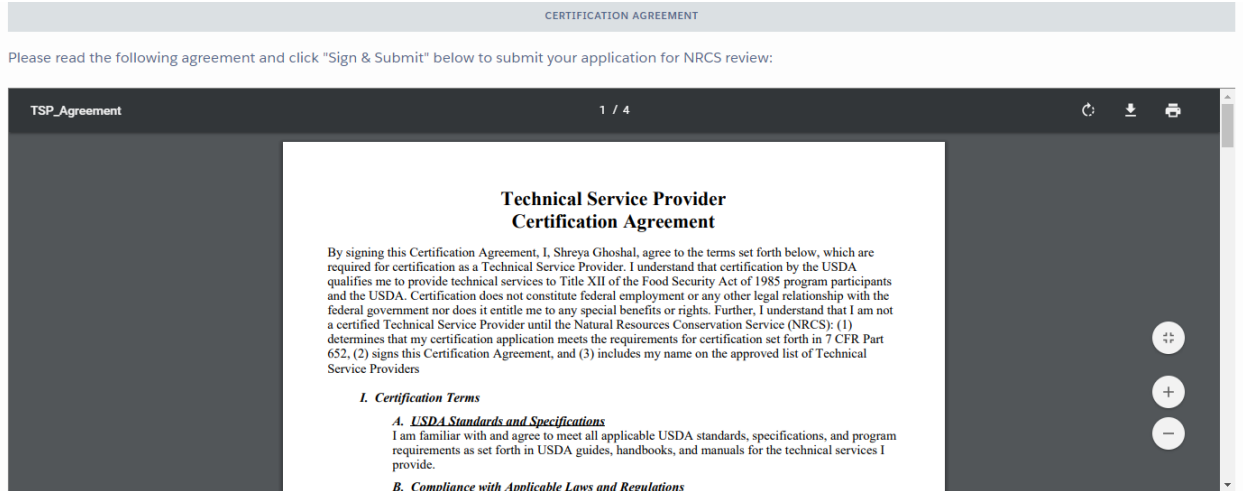 CERTIFICATION AGREEMENT
Please read the following agreement and click "Sign & Submit" below to submit your application for NRCS review:
TSP_Agreement
1 / 4
Technical Service Provider
Certification Agreement
By signing this Certification Agreement, I, Shreya Ghoshal, agree to the terms set forth below, which are
required for certification as a Technical Service Provider. I understand that certification by the USDA
qualifies me to provide technical services to Title XII of the Food Security Act of 1985 program participants
and the USDA. Certification does not constitute federal employment or any other legal relationship with the
federal government nor does it entitle me to any special benefits or rights. Further, I understand that I am not
a certified Technical Service Provider until the Natural Resources Conservation Service (NRCS): (1)
determines that my certification application meets the requirements for certification set forth in 7 CFR Part
652, (2) signs this Certification Agreement, and (3) includes my name on the approved list of Technical
Service Providers
I. Certification Terms
A. USDA Standards and Specifications
I am familiar with and agree to meet all applicable USDA standards, specifications, and program
requirements as set forth in USDA guides, handbooks, and manuals for the technical services I
provide.
B. Compliance with Applicable Laws and Regulations